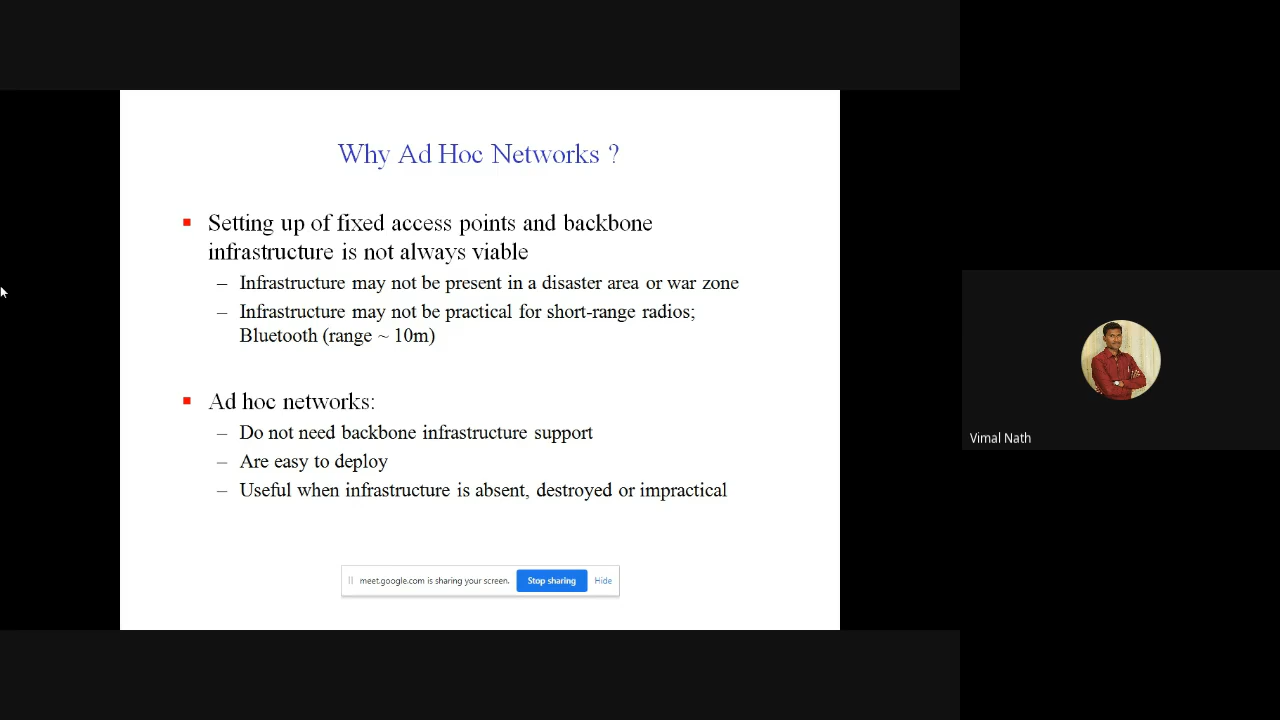 Why Ad Hoc Networks ?
Setting up of fixed access points and backbone
infrastructure is not always viable
– Infrastructure may not be present in a disaster area or war zone
– Infrastructure may not be practical for short-range radios;
Bluetooth (range ~ 10m)
Ad hoc networks:
– Do not need backbone infrastructure support
– Are easy to deploy
– Useful when infrastructure is absent, destroyed or impractical
meet.google.com is sharing your screen. Stop sharing Hide
Vimal Nath